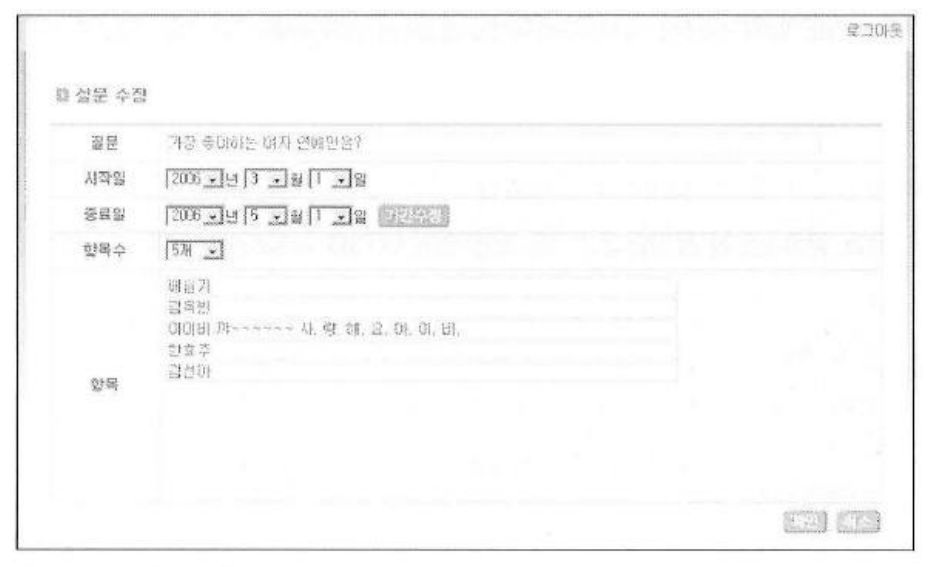 로그아웃
설문 수정
질문 가장 좋아하는 여자 연예인은?
시작일 2006 년 3 월 1 일
종료일 2006 년 5 월 1 일 기간수정
항목수 5개
배슬기
김옥빈
아이비 꺄~~~~~~ 사. 랑. 해. 요. 아. 이. 비.
한효주
김선아
항목
확인 취소